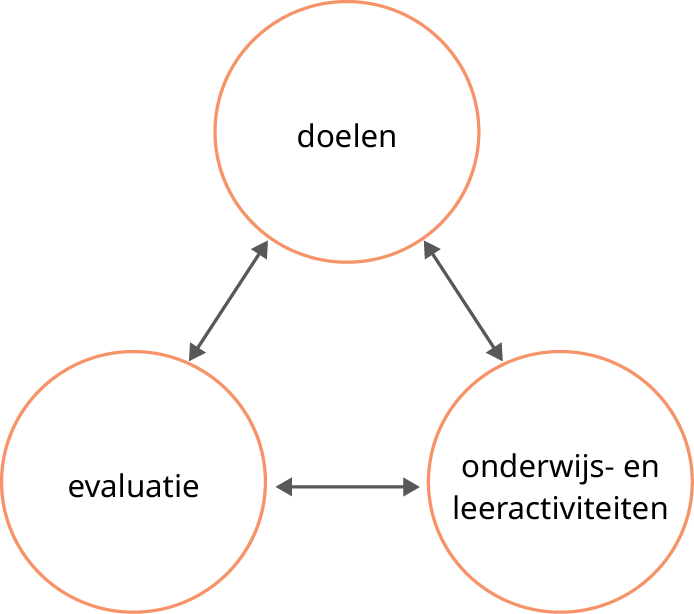 doelen
evaluatie
onderwijs- en
leeractiviteiten